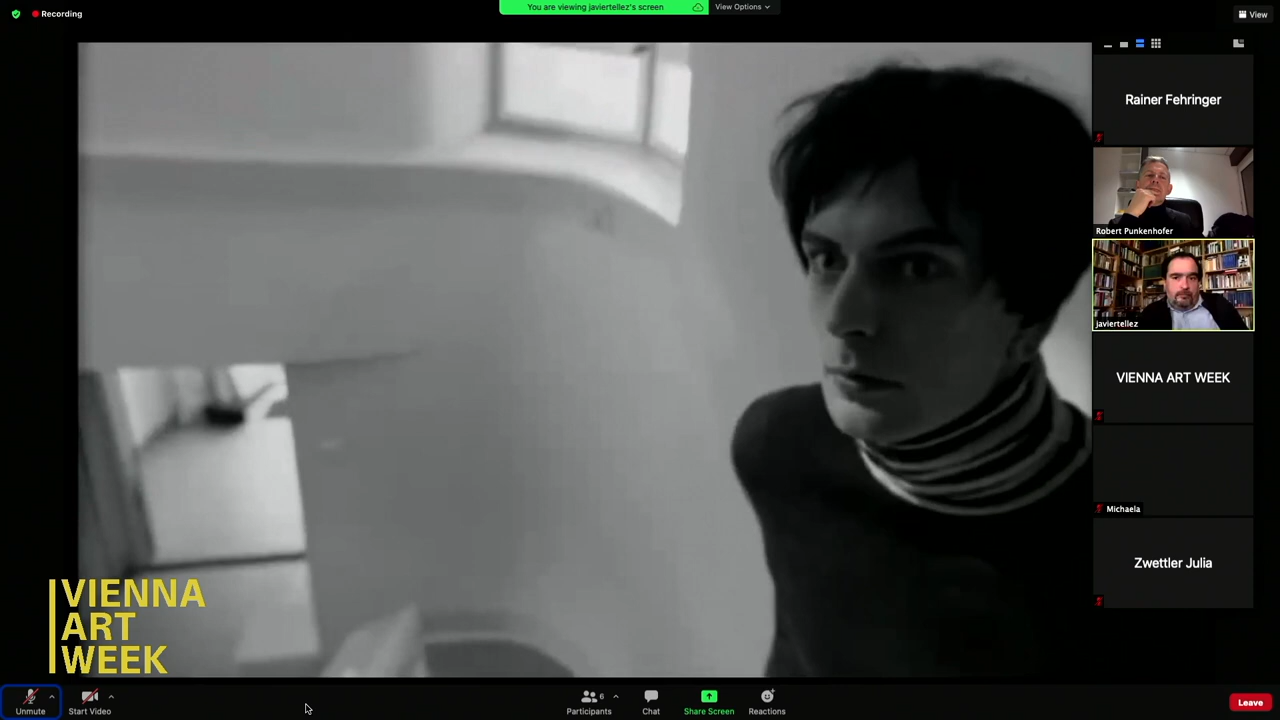 Recording
You are viewing javiertellez's screen
View Options
View
Rainer Fehringer
Robert Punkenhofer
Javiertellez
VIENNA ART WEEK
Michaela
Zwettler Julia
VIENNA
ART
WEEK
Unmute
Start Video
6
Participants
Chat
Share Screen
Reactions
Leave